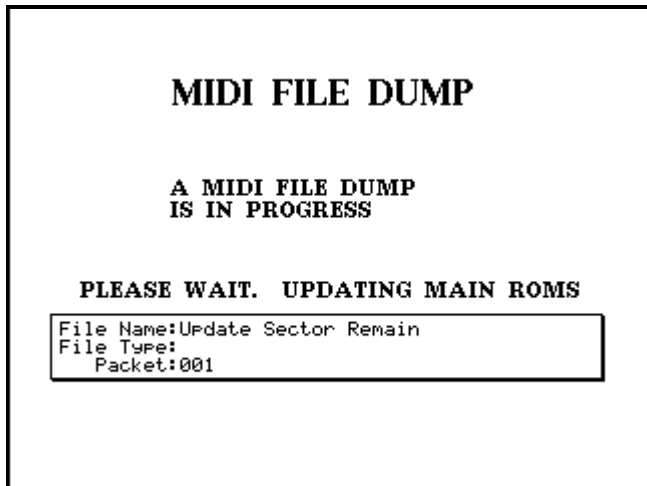 MIDI FILE DUMP
A MIDI FILE DUMP
IS IN PROGRESS
PLEASE WAIT. UPDATING MAIN ROMS
File Name:Update Sector Remain
File Type:
Packet:001